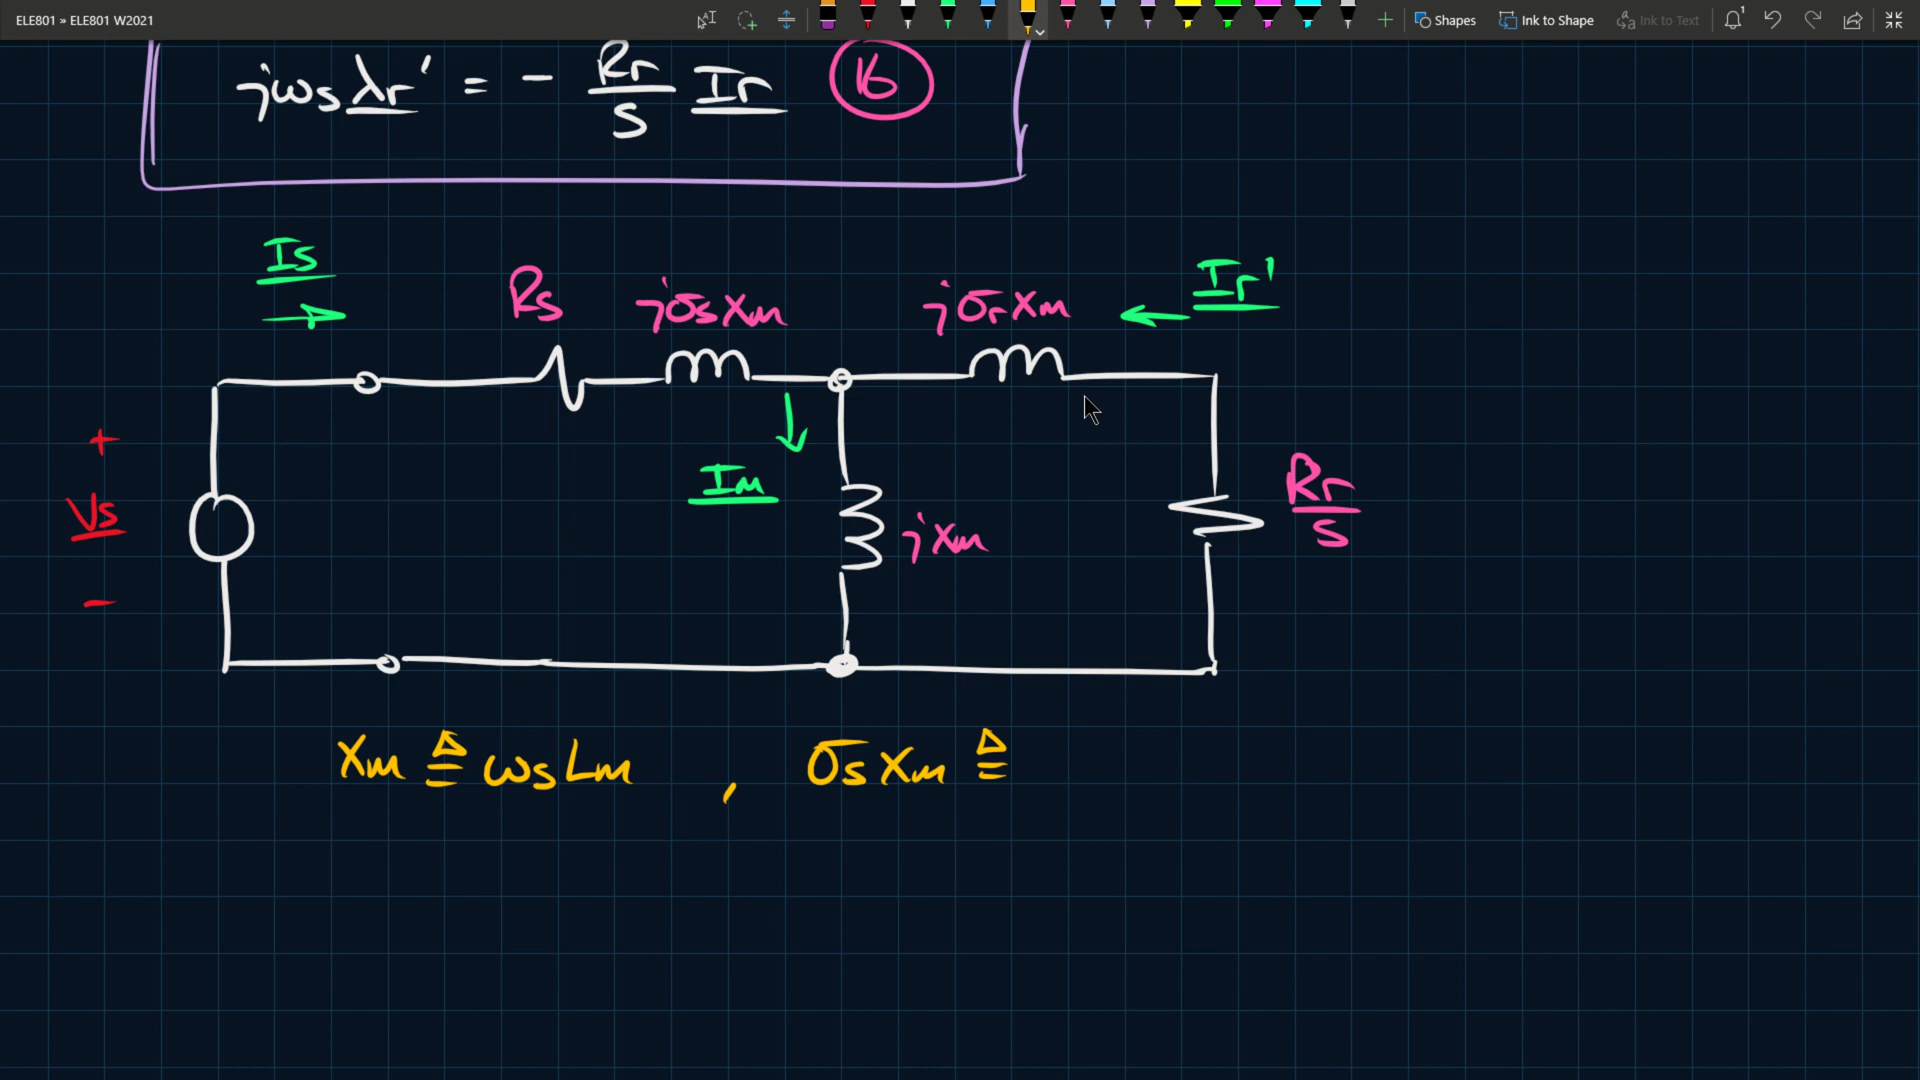 ELE801 » ELE801 W2021
Shapes
Ink to Shape
Ink to Text
1
jωs λr' = - Rr/s Ir 16
Is
Rs
jσsXm
jσrXm
Ir'
+
Vs
-
Im
jXm
Rr/s
Xm ≜ ωsLm , σsXm ≜